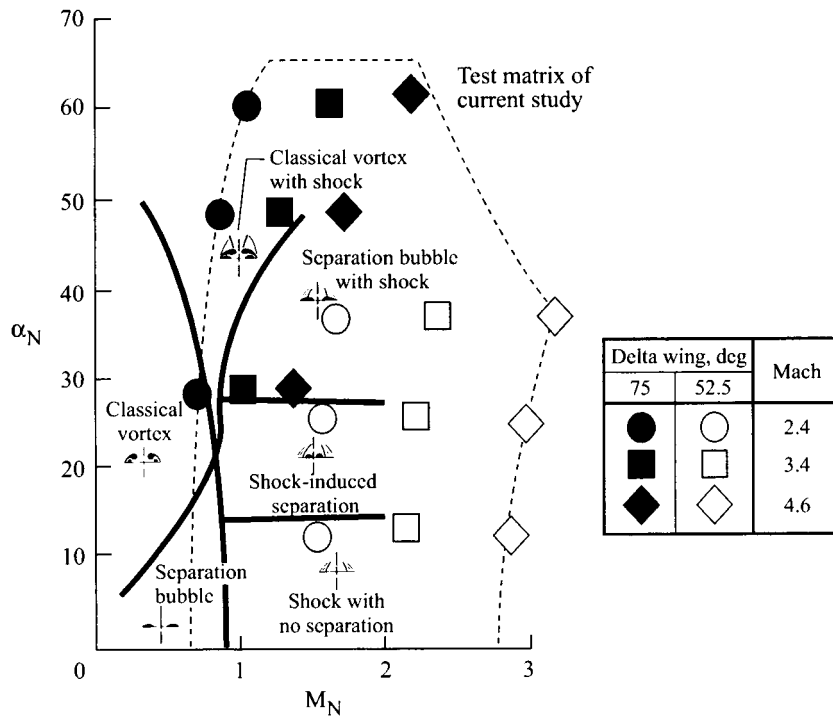 70
60
50
40
30
20
10
0
1
2
3
α_N
M_N
Test matrix of
current study
Classical vortex
with shock
Separation bubble
with shock
Classical
vortex
Shock-induced
separation
Separation
bubble
Shock with
no separation
Delta wing, deg
Mach
75
52.5
2.4
3.4
4.6